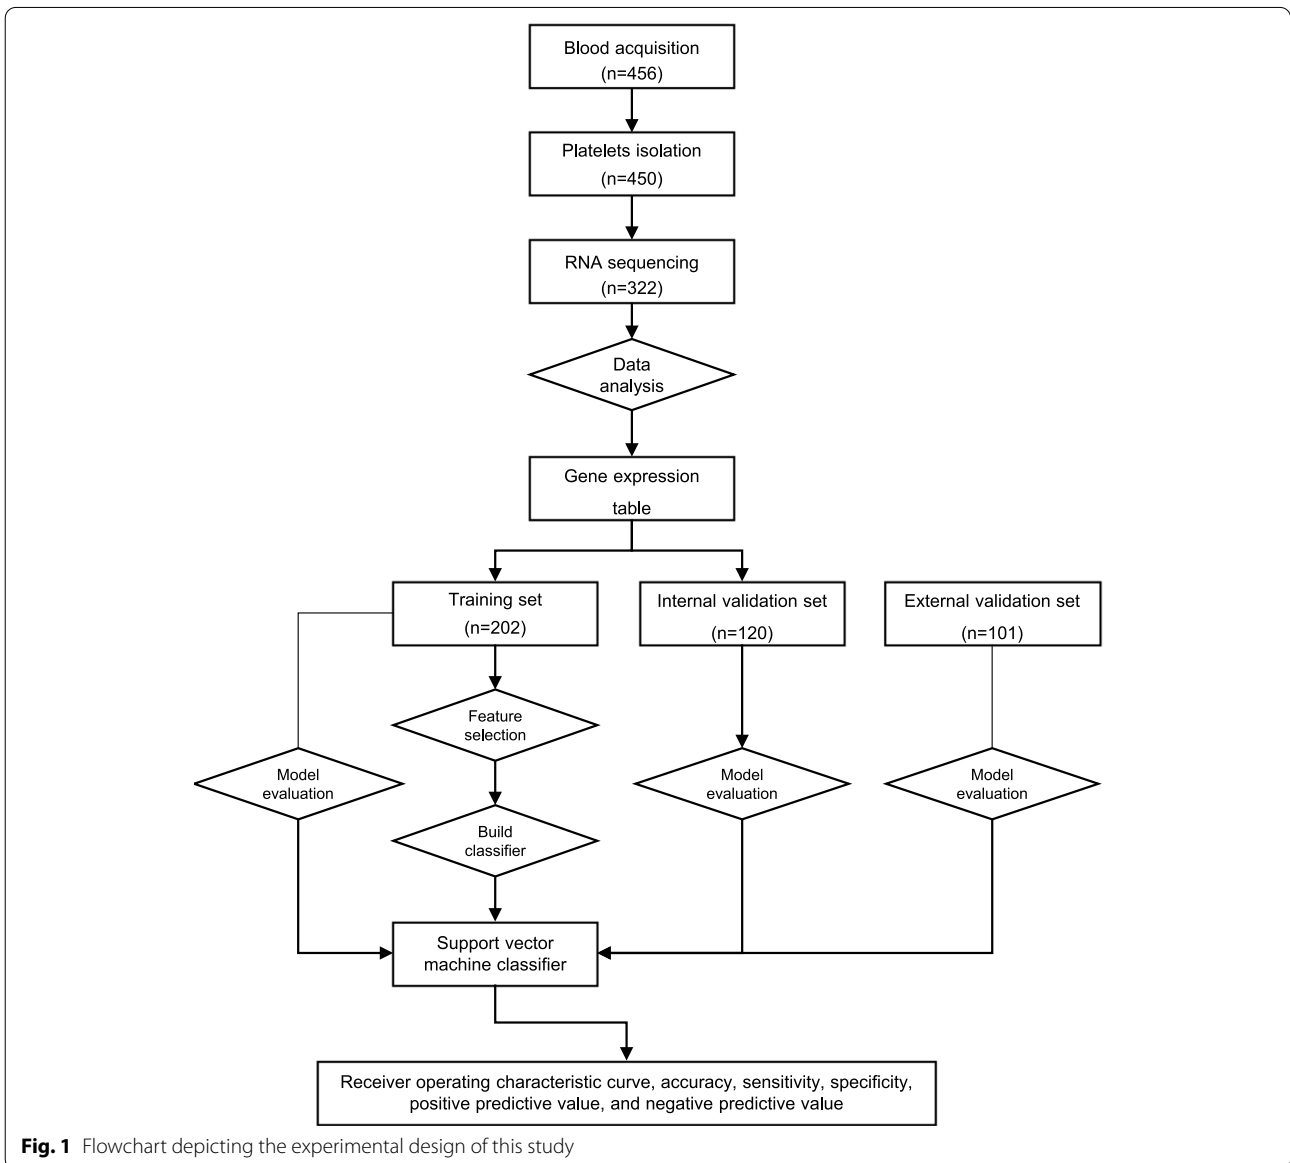 Blood acquisition
(n=456)
Platelets isolation
(n=450)
RNA sequencing
(n=322)
Data
analysis
Gene expression
table
Training set
(n=202)
Internal validation set
(n=120)
External validation set
(n=101)
Feature
selection
Model
evaluation
Model
evaluation
Model
evaluation
Build
classifier
Support vector
machine classifier
Receiver operating characteristic curve, accuracy, sensitivity, specificity,
positive predictive value, and negative predictive value
Fig. 1 Flowchart depicting the experimental design of this study